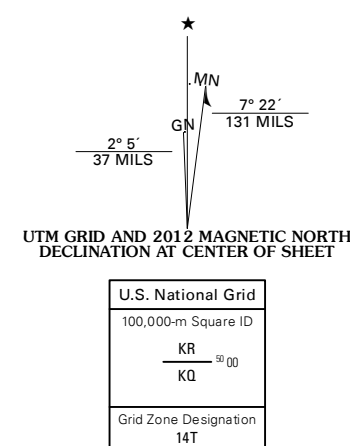 ★
MN
7° 22´
131 MILS
GN
2° 5´
37 MILS
UTM GRID AND 2012 MAGNETIC NORTH
DECLINATION AT CENTER OF SHEET
U.S. National Grid
100,000-m Square ID
KR
50 00
KQ
Grid Zone Designation
14T